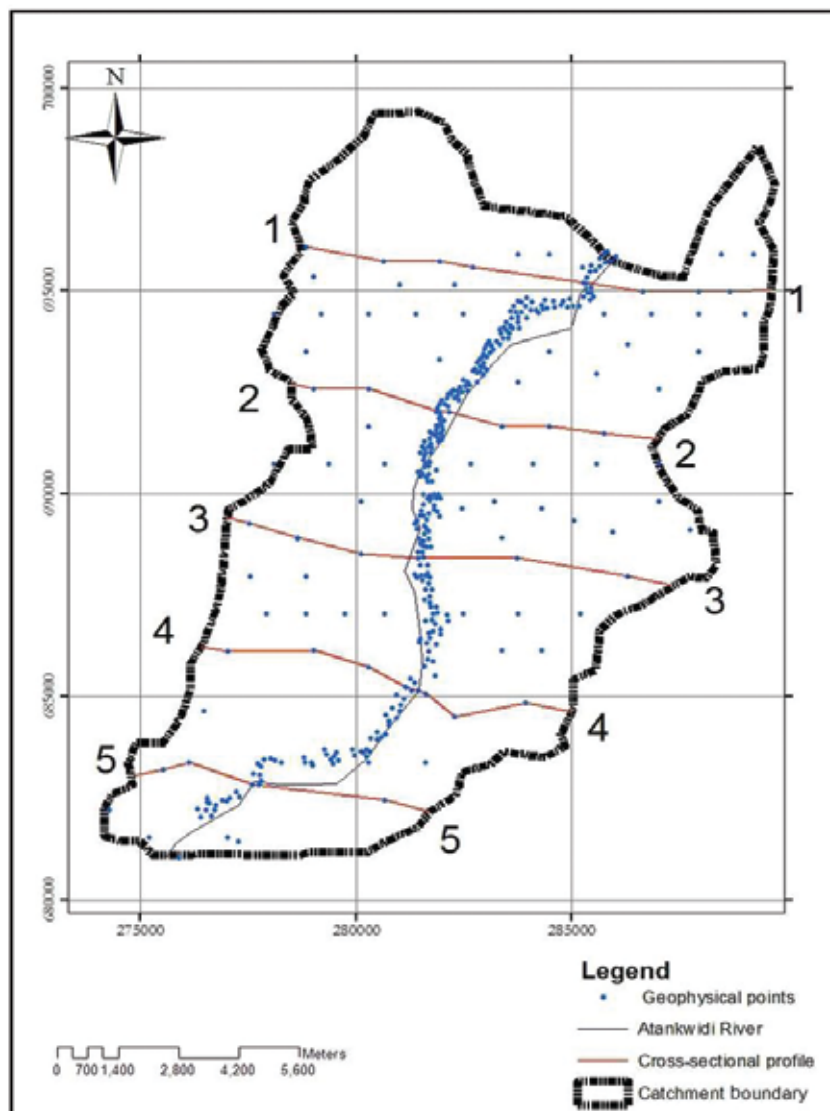 N
700000
1
695000
1
2
2
690000
3
3
4
685000
4
5
5
680000
275000 280000 285000
Legend
Geophysical points
Atankwidi River
Cross-sectional profile
Catchment boundary
Meters
0 700 1,400 2,800 4,200 5,600